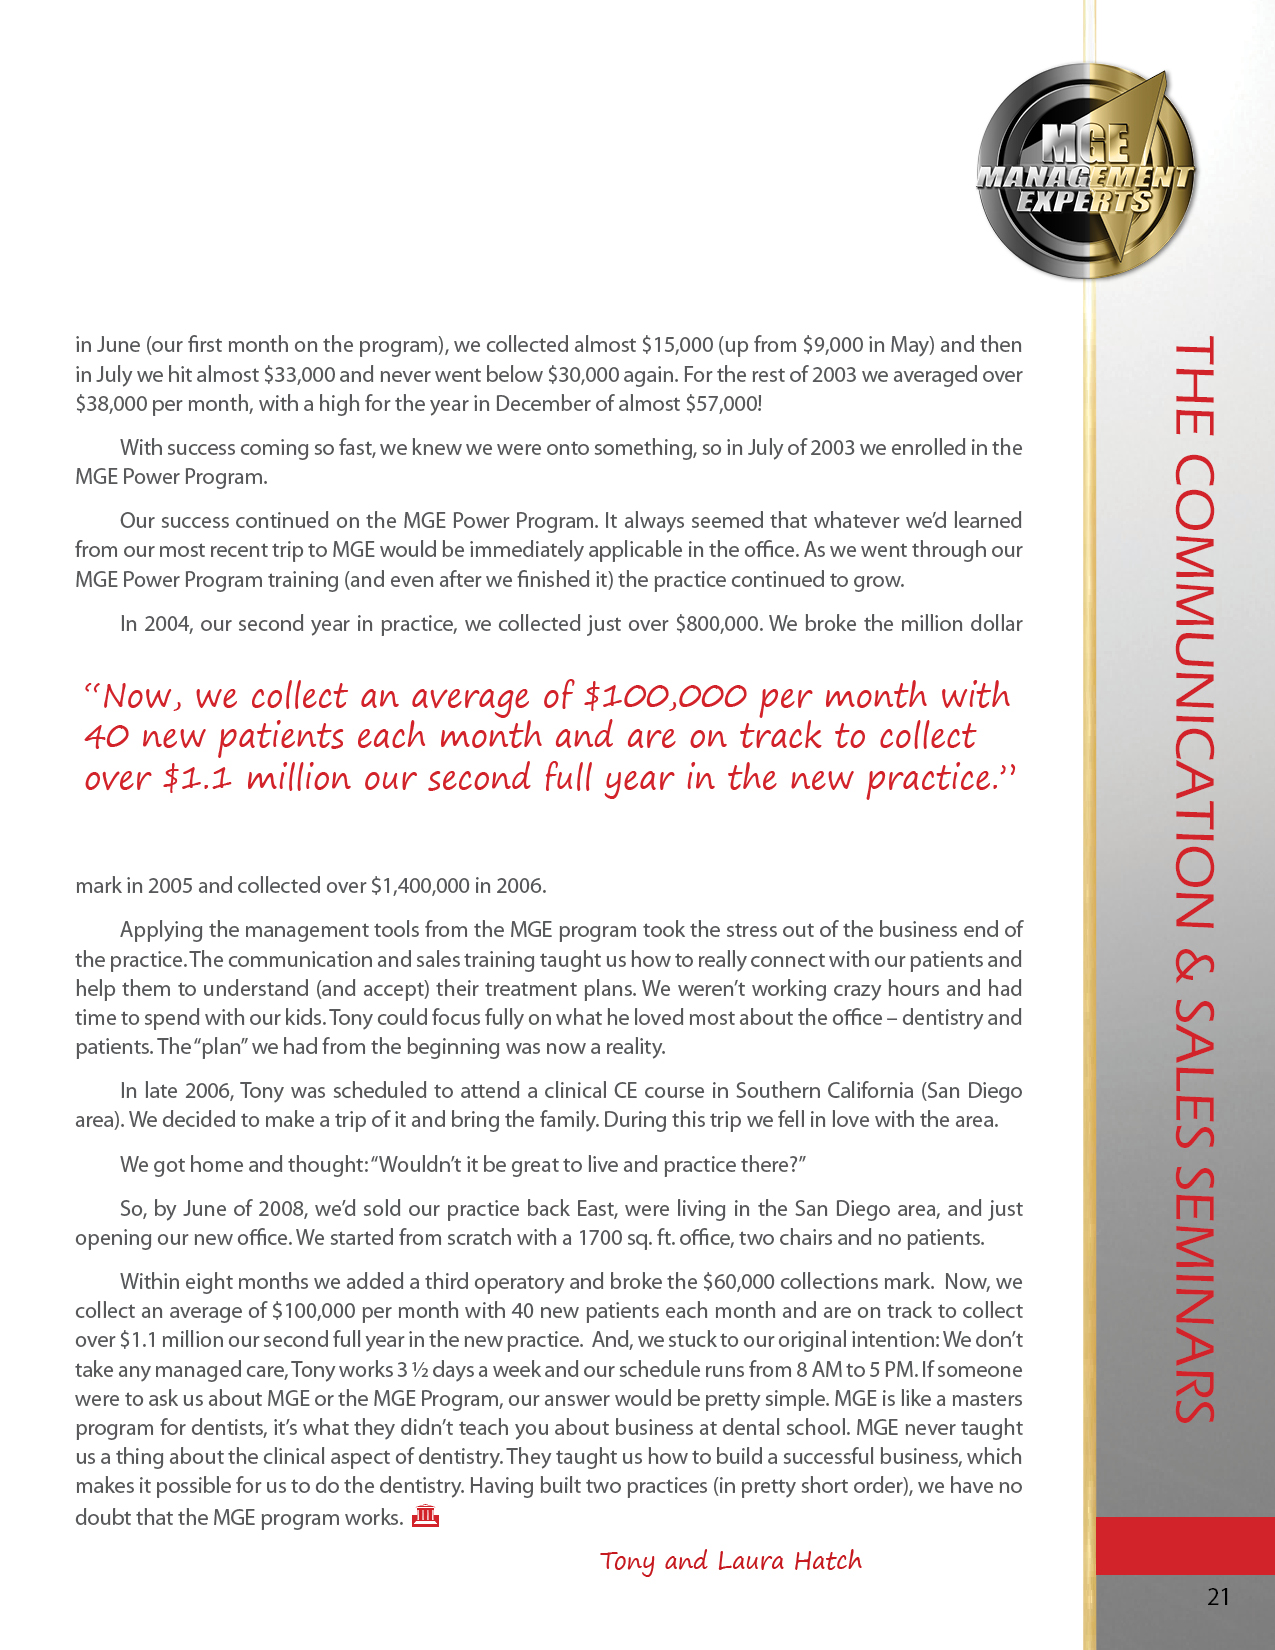 MGE
MANAGEMENT
EXPERTS
in June (our first month on the program), we collected almost $15,000 (up from $9,000 in May) and then
in July we hit almost $33,000 and never went below $30,000 again. For the rest of 2003 we averaged over
$38,000 per month, with a high for the year in December of almost $57,000!
With success coming so fast, we knew we were onto something, so in July of 2003 we enrolled in the
MGE Power Program.
Our success continued on the MGE Power Program. It always seemed that whatever we’d learned
from our most recent trip to MGE would be immediately applicable in the office. As we went through our
MGE Power Program training (and even after we finished it) the practice continued to grow.
In 2004, our second year in practice, we collected just over $800,000. We broke the million dollar
“Now, we collect an average of $100,000 per month with
40 new patients each month and are on track to collect
over $1.1 million our second full year in the new practice.”
mark in 2005 and collected over $1,400,000 in 2006.
Applying the management tools from the MGE program took the stress out of the business end of
the practice. The communication and sales training taught us how to really connect with our patients and
help them to understand (and accept) their treatment plans. We weren’t working crazy hours and had
time to spend with our kids. Tony could focus fully on what he loved most about the office – dentistry and
patients. The “plan” we had from the beginning was now a reality.
In late 2006, Tony was scheduled to attend a clinical CE course in Southern California (San Diego
area). We decided to make a trip of it and bring the family. During this trip we fell in love with the area.
We got home and thought: “Wouldn’t it be great to live and practice there?”
So, by June of 2008, we’d sold our practice back East, were living in the San Diego area, and just
opening our new office. We started from scratch with a 1700 sq. ft. office, two chairs and no patients.
Within eight months we added a third operatory and broke the $60,000 collections mark. Now, we
collect an average of $100,000 per month with 40 new patients each month and are on track to collect
over $1.1 million our second full year in the new practice. And, we stuck to our original intention: We don’t
take any managed care, Tony works 3 ½ days a week and our schedule runs from 8 AM to 5 PM. If someone
were to ask us about MGE or the MGE Program, our answer would be pretty simple. MGE is like a masters
program for dentists, it’s what they didn’t teach you about business at dental school. MGE never taught
us a thing about the clinical aspect of dentistry. They taught us how to build a successful business, which
makes it possible for us to do the dentistry. Having built two practices (in pretty short order), we have no
doubt that the MGE program works.
Tony and Laura Hatch
THE COMMUNICATION & SALES SEMINARS
21